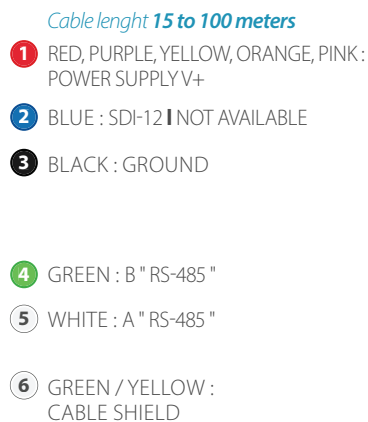 Cable lenght 15 to 100 meters
1 RED, PURPLE, YELLOW, ORANGE, PINK :
POWER SUPPLY V+
2 BLUE : SDI-12 I NOT AVAILABLE
3 BLACK : GROUND
4 GREEN : B " RS-485 "
5 WHITE : A " RS-485 "
6 GREEN / YELLOW :
CABLE SHIELD